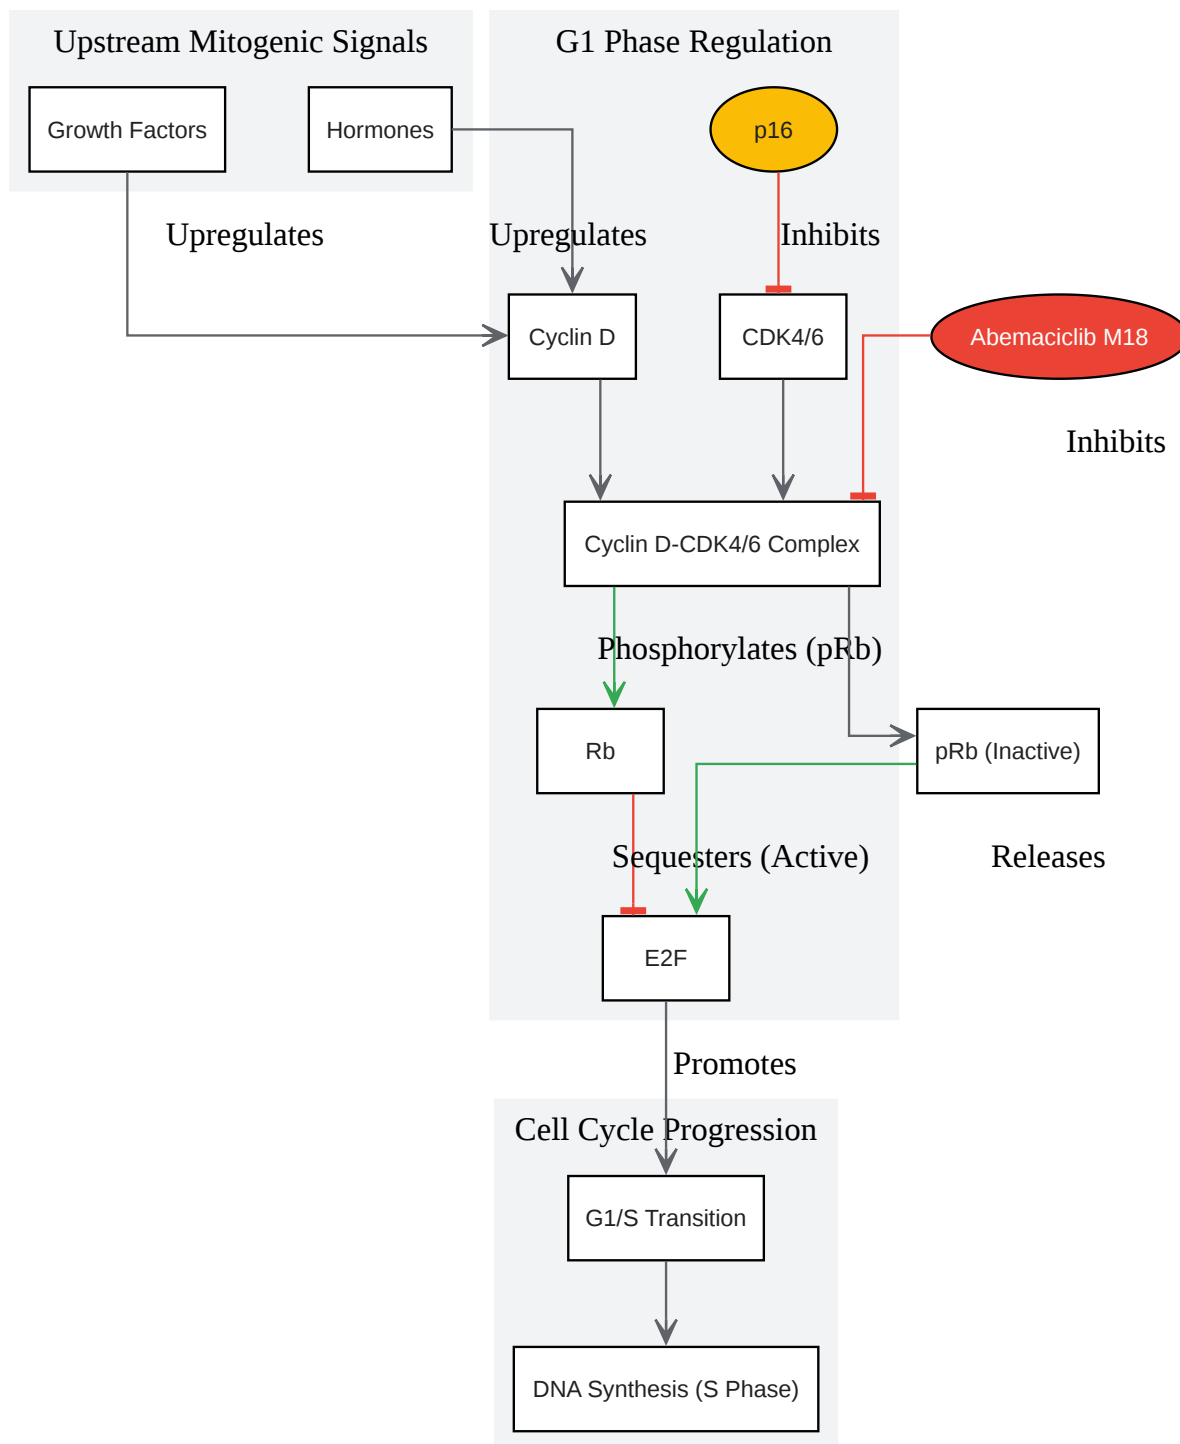 Upstream Mitogenic Signals
G1 Phase Regulation
Growth Factors
Hormones
p16
Upregulates
Upregulates
Inhibits
Cyclin D
CDK4/6
Abemaciclib M18
Inhibits
Cyclin D-CDK4/6 Complex
Phosphorylates (pRb)
Rb
pRb (Inactive)
Sequesters (Active)
Releases
E2F
Promotes
Cell Cycle Progression
G1/S Transition
DNA Synthesis (S Phase)